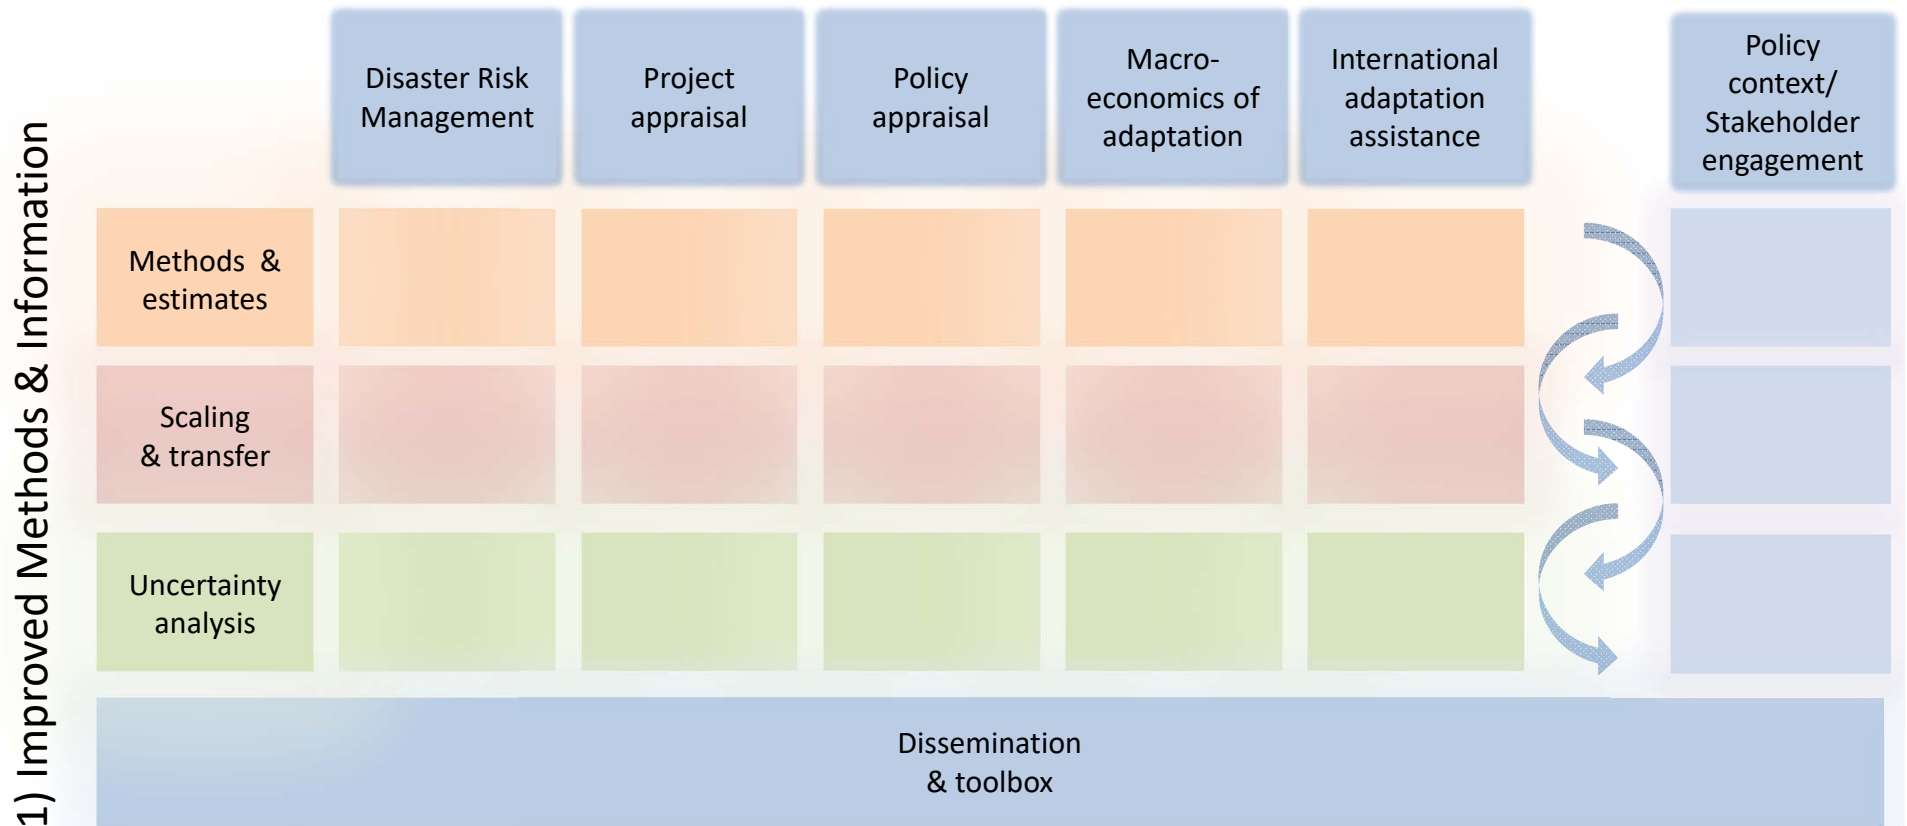 Disaster Risk
Management
Project
appraisal
Policy
appraisal
Macro-
economics of
adaptation
International
adaptation
assistance
Policy
context/
Stakeholder
engagement
1) Improved Methods & Information
Methods &
estimates
Scaling
& transfer
Uncertainty
analysis
Dissemination
& toolbox